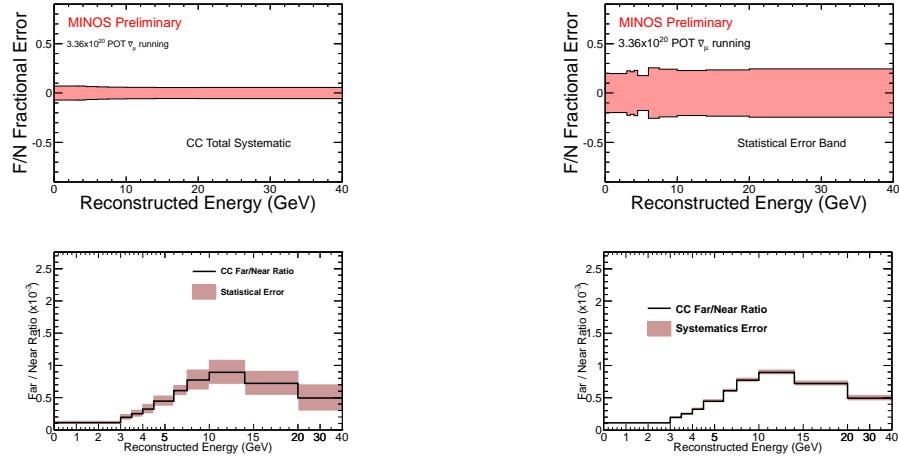 MINOS Preliminary
3.36x10²⁰ POT ν̅μ running
CC Total Systematic
F/N Fractional Error
0.5
0
-0.5
0 10 20 30 40
Reconstructed Energy (GeV)
MINOS Preliminary
3.36x10²⁰ POT ν̅μ running
Statistical Error Band
F/N Fractional Error
0.5
0
-0.5
0 10 20 30 40
Reconstructed Energy (GeV)
CC Far/Near Ratio
Statistical Error
Far / Near Ratio (x10⁻³)
2.5
2
1.5
1
0.5
0
0 1 2 3 4 5 10 15 20 30 40
Reconstructed Energy (GeV)
CC Far/Near Ratio
Systematics Error
Far / Near Ratio (x10⁻³)
2.5
2
1.5
1
0.5
0
0 1 2 3 4 5 10 15 20 30 40
Reconstructed Energy (GeV)